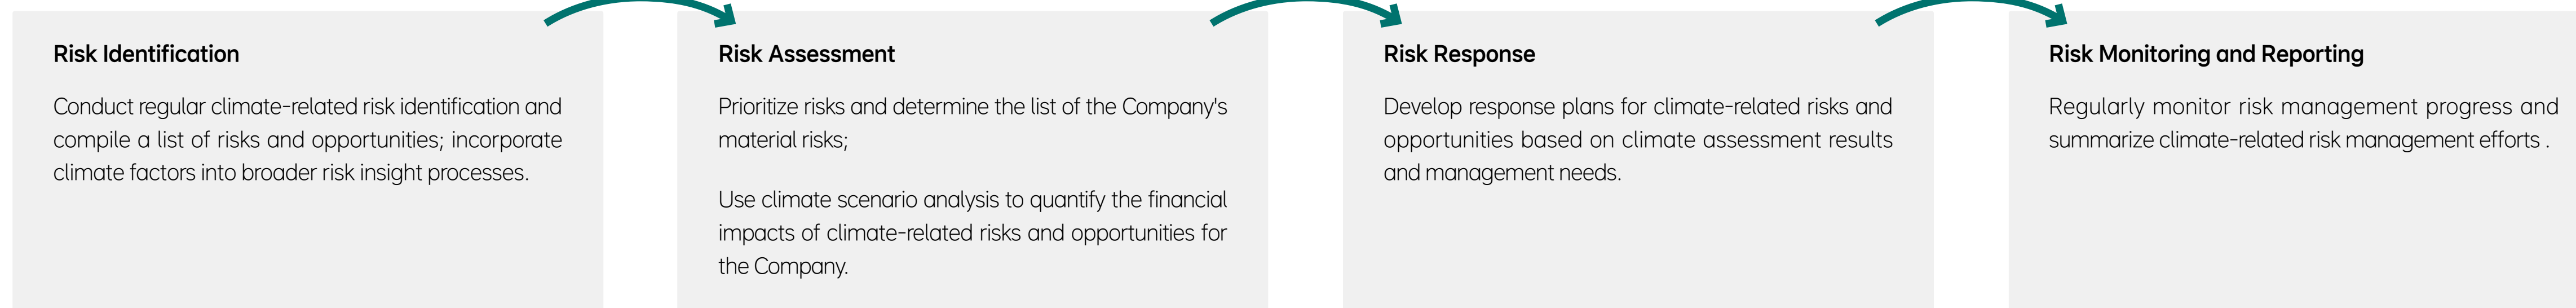 Risk Identification
Conduct regular climate-related risk identification and
compile a list of risks and opportunities; incorporate
climate factors into broader risk insight processes.
Risk Assessment
Prioritize risks and determine the list of the Company's
material risks;
Use climate scenario analysis to quantify the financial
impacts of climate-related risks and opportunities for
the Company.
Risk Response
Develop response plans for climate-related risks and
opportunities based on climate assessment results
and management needs.
Risk Monitoring and Reporting
Regularly monitor risk management progress and
summarize climate-related risk management efforts .